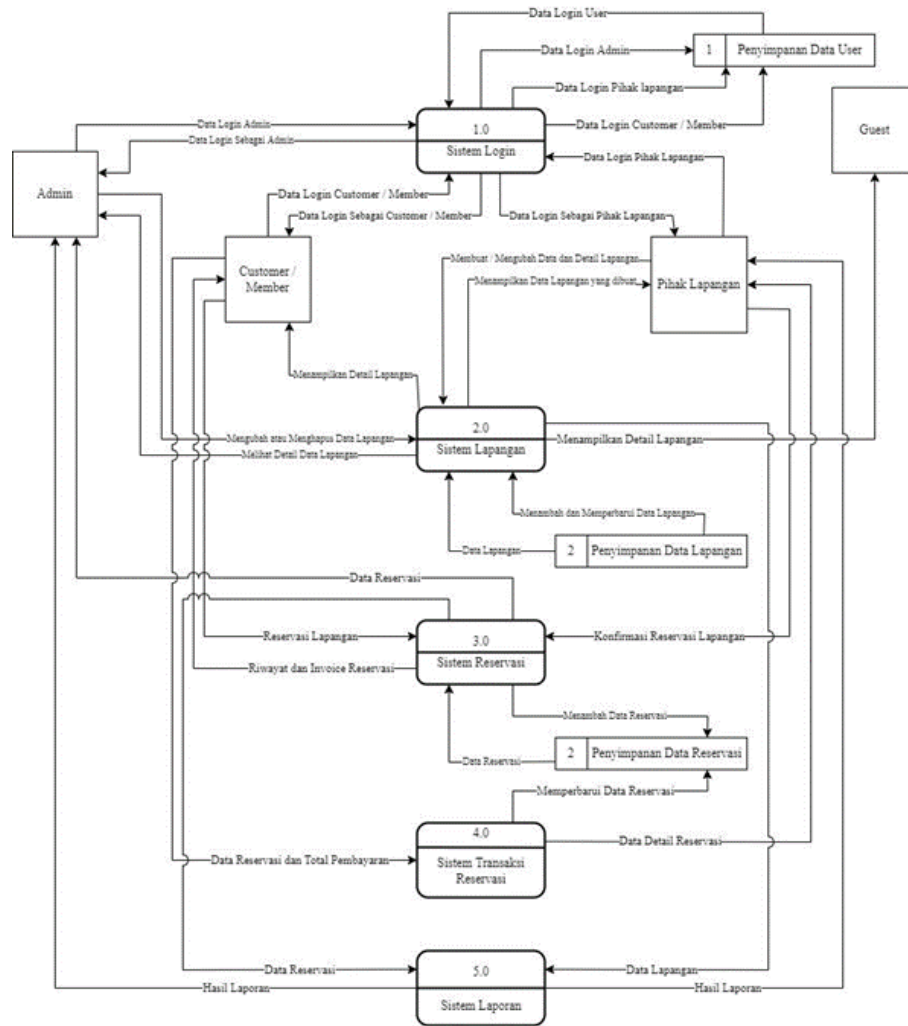 Data Login User
1
Penyimpanan Data User
Data Login Admin
Data Login Pihak lapangan
Data Login Customer / Member
Guest
Data Login Admin
1.0
Sistem Login
Data Login Sebagai Admin
Data Login Pihak Lapangan
Admin
Data Login Customer / Member
Data Login Sebagai Customer / Member
Data Login Sebagai Pihak Lapangan
Customer /
Member
Membuat / Mengubah Data dan Detail Lapangan
Menampilkan Data Lapangan yang dibuat
Pihak Lapangan
Menampilkan Detail Lapangan
2.0
Sistem Lapangan
Mengubah atau Menghapus Data Lapangan
Melihat Detail Data Lapangan
Menampilkan Detail Lapangan
Menambah dan Memperbarui Data Lapangan
Data Lapangan
2
Penyimpanan Data Lapangan
Data Reservasi
Reservasi Lapangan
3.0
Sistem Reservasi
Konfirmasi Reservasi Lapangan
Riwayat dan Invoice Reservasi
Menambah Data Reservasi
Data Reservasi
2
Penyimpanan Data Reservasi
Memperbarui Data Reservasi
4.0
Sistem Transaksi
Reservasi
Data Detail Reservasi
Data Reservasi dan Total Pembayaran
Data Reservasi
5.0
Sistem Laporan
Data Lapangan
Hasil Laporan
Hasil Laporan